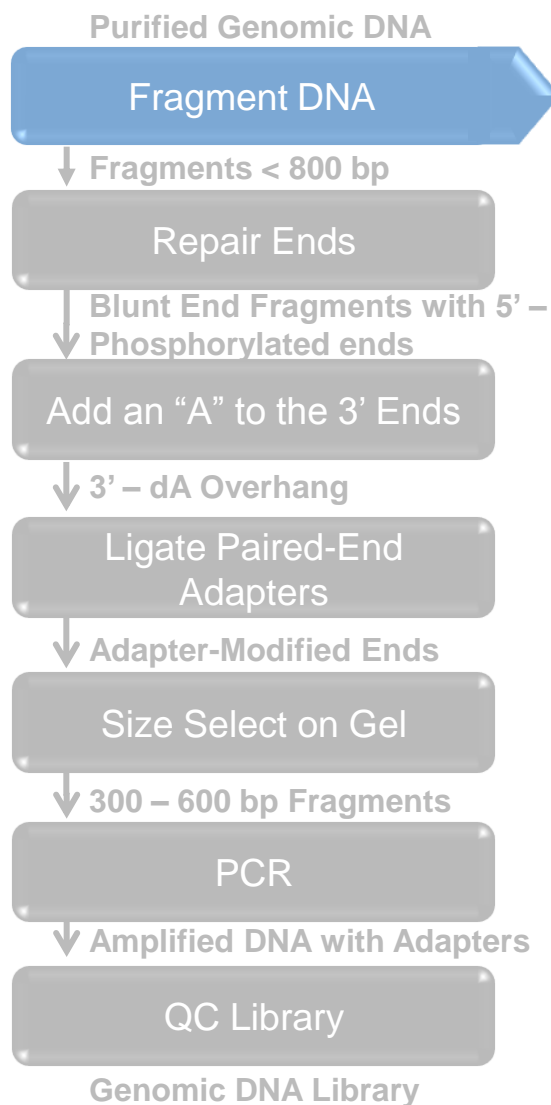 Purified Genomic DNA
Fragment DNA
Fragments < 800 bp
Repair Ends
Blunt End Fragments with 5’ –
Phosphorylated ends
Add an “A” to the 3’ Ends
3’ – dA Overhang
Ligate Paired-End
Adapters
Adapter-Modified Ends
Size Select on Gel
300 – 600 bp Fragments
PCR
Amplified DNA with Adapters
QC Library
Genomic DNA Library